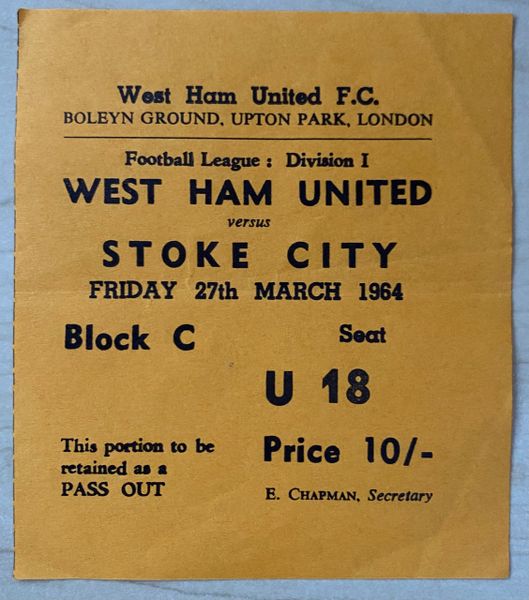 West Ham United F.C.
BOLEYN GROUND, UPTON PARK, LONDON
Football League : Division I
WEST HAM UNITED
versus
STOKE CITY
FRIDAY 27th MARCH 1964
Block C Seat
U 18
This portion to be
retained as a
PASS OUT
Price 10/-
E. CHAPMAN, Secretary